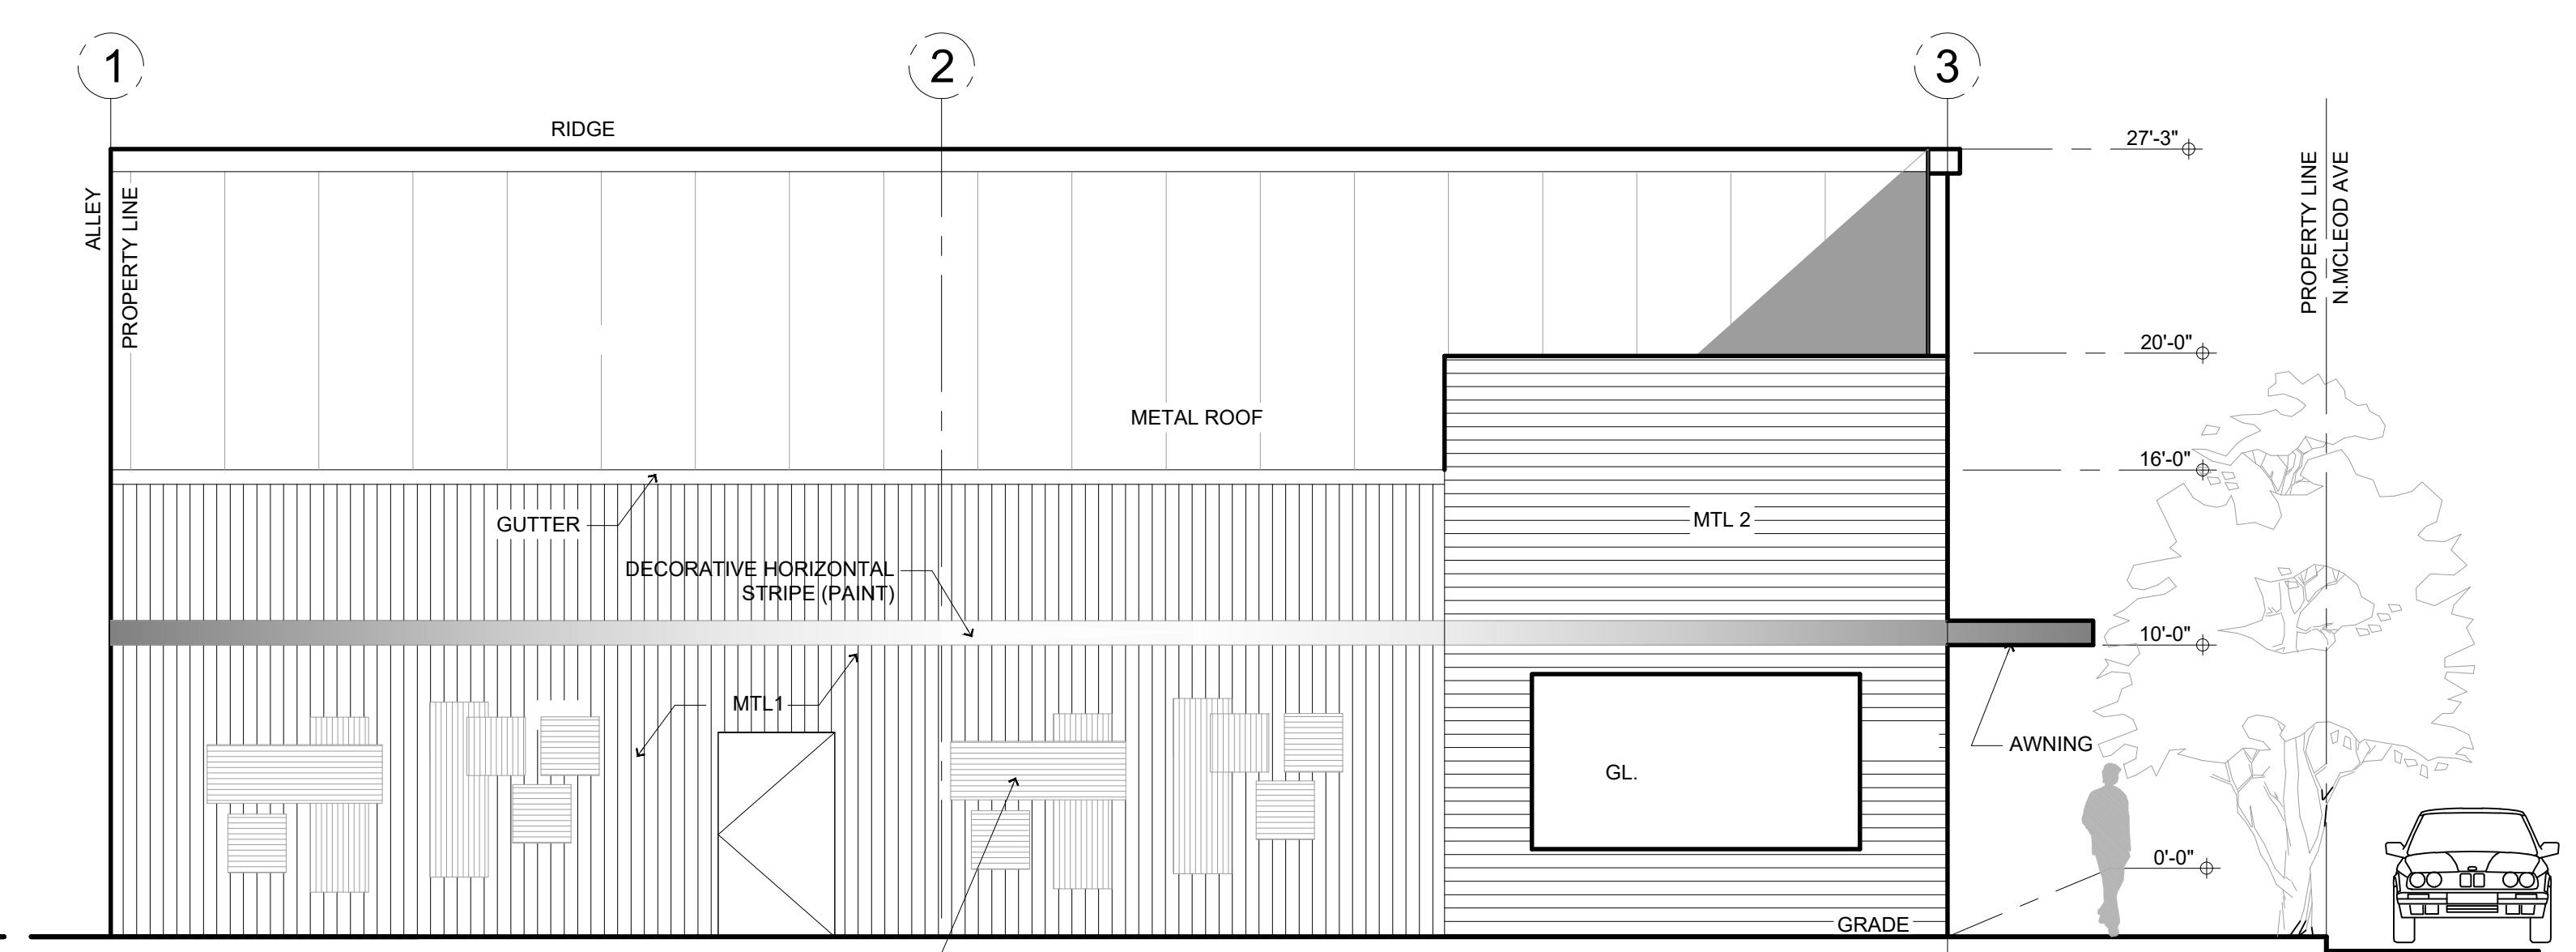 1
2
3
RIDGE
27'-3"
ALLEY
PROPERTY LINE
PROPERTY LINE
N.MCLEOD AVE
20'-0"
METAL ROOF
16'-0"
GUTTER
MTL 2
DECORATIVE HORIZONTAL
STRIPE (PAINT)
10'-0"
MTL1
AWNING
GL.
0'-0"
GRADE